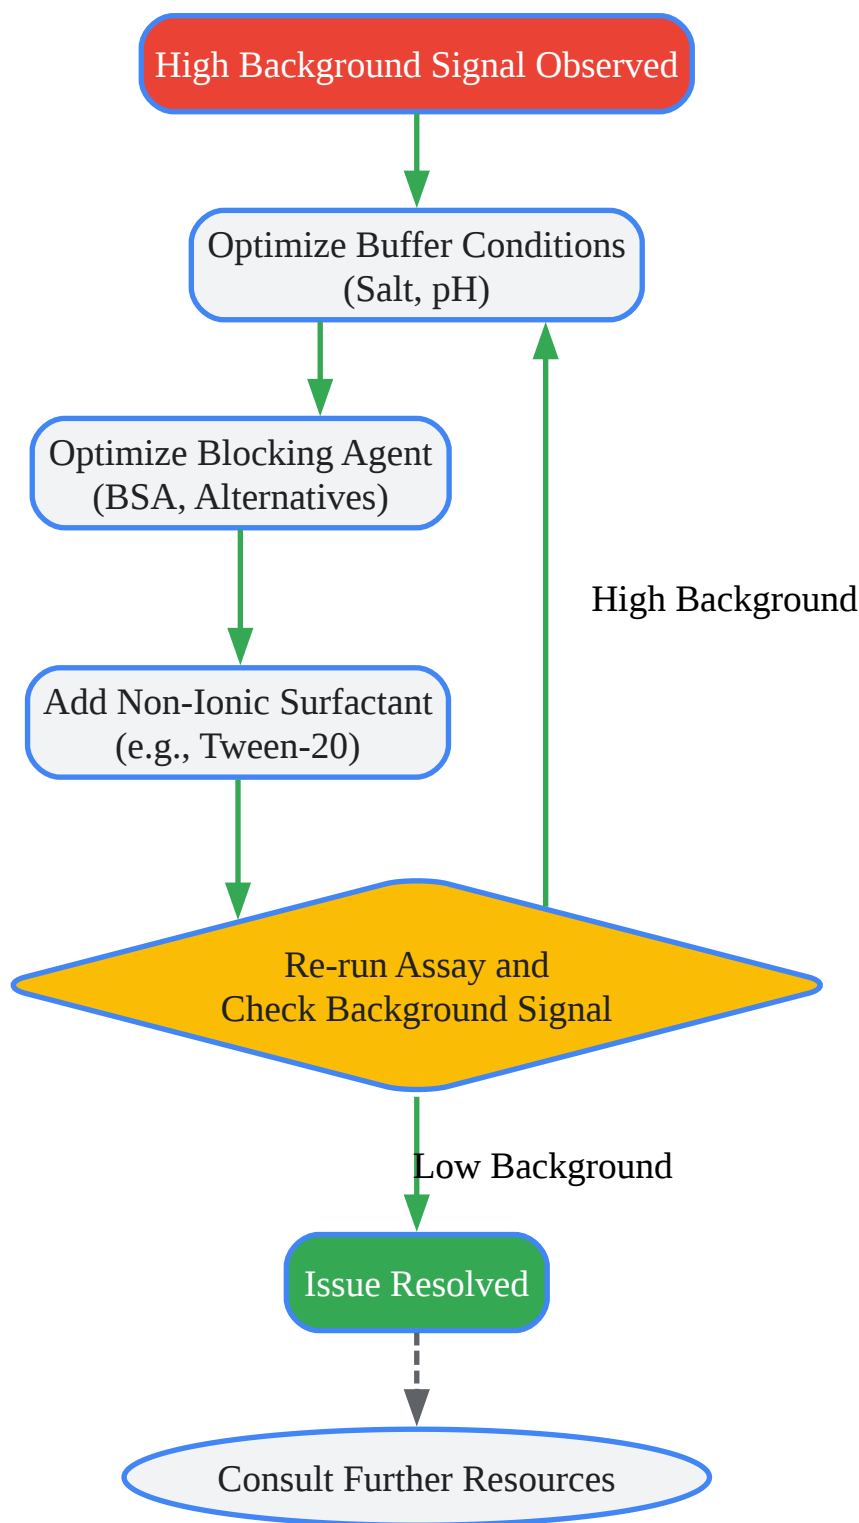 High Background Signal Observed
Optimize Buffer Conditions
(Salt, pH)
Optimize Blocking Agent
(BSA, Alternatives)
High Background
Add Non-Ionic Surfactant
(e.g., Tween-20)
Re-run Assay and
Check Background Signal
Low Background
Issue Resolved
Consult Further Resources